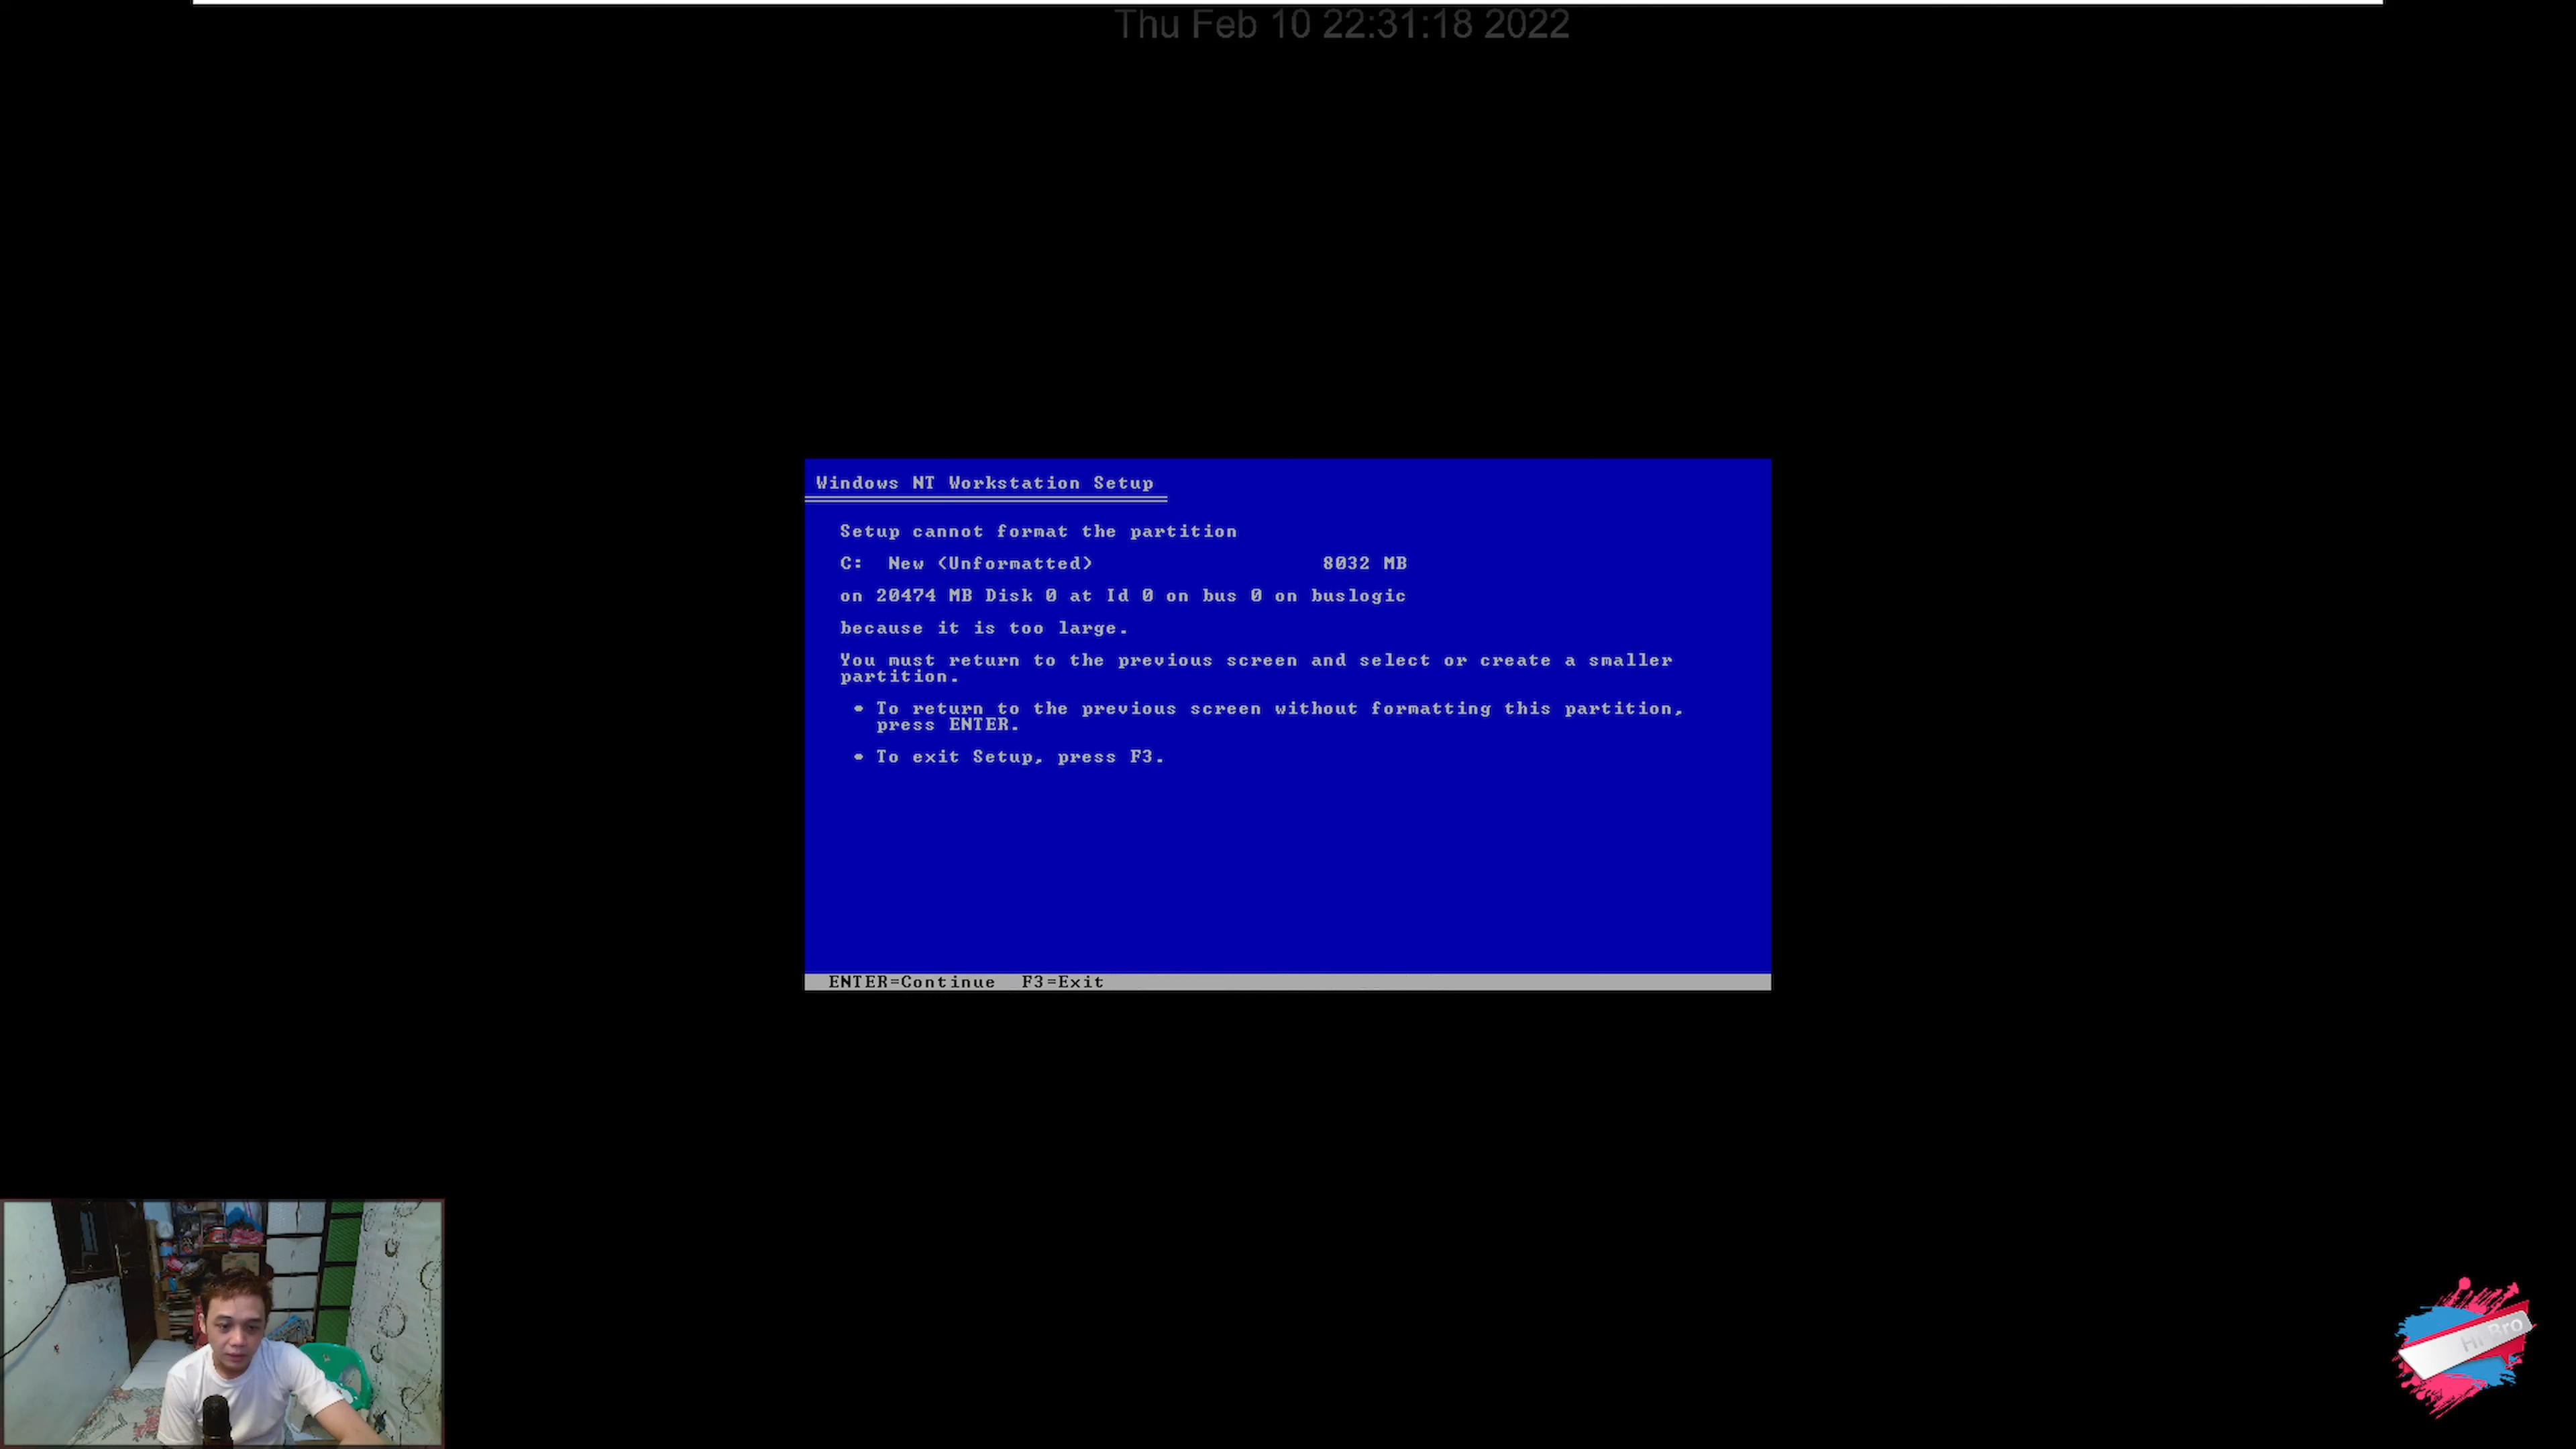 Thu Feb 10 22:31:18 2022
Windows NT Workstation Setup
Setup cannot format the partition
C:  New (Unformatted)                   8032 MB
on 20474 MB Disk 0 at Id 0 on bus 0 on buslogic
because it is too large.
You must return to the previous screen and select or create a smaller
partition.
• To return to the previous screen without formatting this partition,
press ENTER.
• To exit Setup, press F3.
ENTER=Continue  F3=Exit
Hi Bro